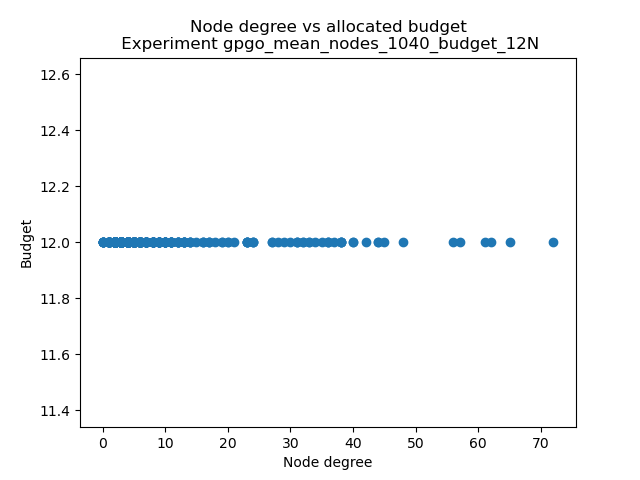 Node degree vs allocated budget
Experiment gpgo_mean_nodes_1040_budget_12N
12.6
12.4
12.2
12.0
11.8
11.6
11.4
Budget
0 10 20 30 40 50 60 70
Node degree